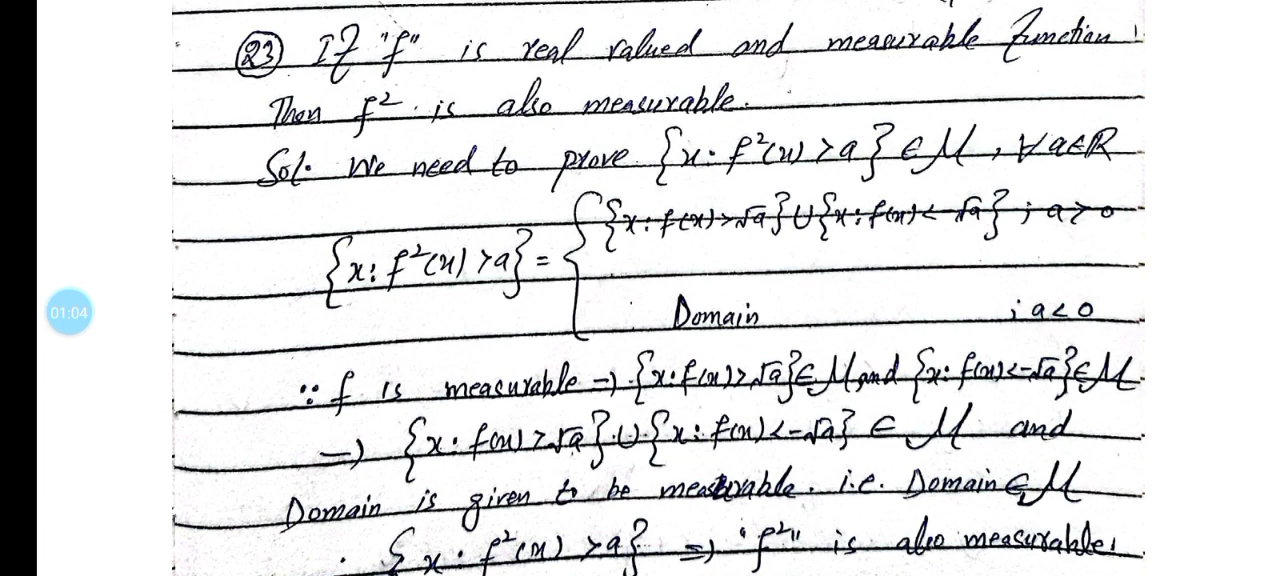 23) If "f" is real valued and measurable function
Then f² is also measurable.
Sol. We need to prove {x: f²(x) > a} ∈ M, ∀ a ∈ R
{x: f²(x) > a} = { {x: f(x) > √a} ∪ {x: f(x) < -√a} ; a ≥ 0
Domain ; a < 0
01:04
∵ f is measurable ⇒ {x: f(x) > √a} ∈ M and {x: f(x) < -√a} ∈ M
⇒ {x: f(x) > √a} ∪ {x: f(x) < -√a} ∈ M and
Domain is given to be measurable. i.e. Domain ∈ M
∴ {x: f²(x) > a} ⇒ "f²" is also measurable.